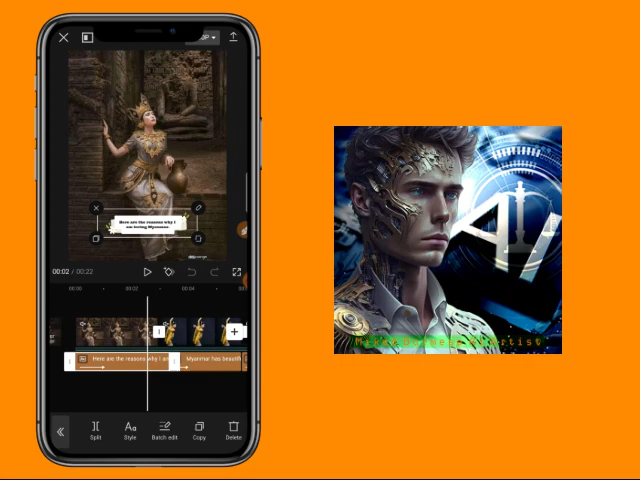 Here are the reasons why I
am loving Myanmar.
00:02 / 00:22
00:00
00:02
00:04
Here are the reasons why I am
Myanmar has beautiful
Split
Style
Batch edit
Copy
Delete